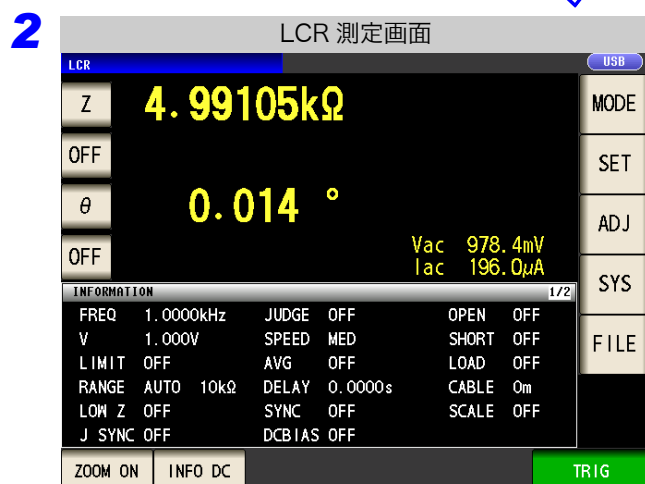 2
LCR 測定画面
LCR
USB
Z 4.99105kΩ
MODE
OFF
SET
θ 0.014 °
ADJ
OFF
Vac 978.4mV
Iac 196.0μA
SYS
INFORMATION 1/2
FREQ 1.0000kHz JUDGE OFF OPEN OFF
V 1.000V SPEED MED SHORT OFF
FILE
LIMIT OFF AVG OFF LOAD OFF
RANGE AUTO 10kΩ DELAY 0.0000s CABLE 0m
LOW Z OFF SYNC OFF SCALE OFF
J SYNC OFF DCBIAS OFF
ZOOM ON INFO DC TRIG